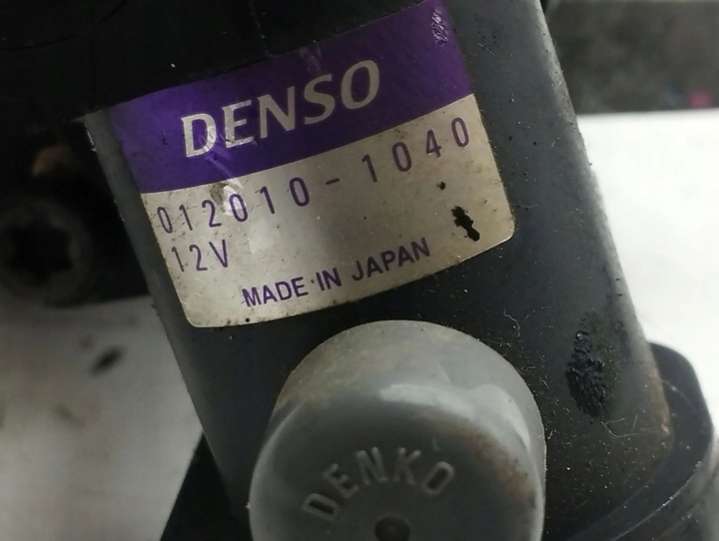 DENSO
012010-1040
12V
MADE IN JAPAN
DENKO